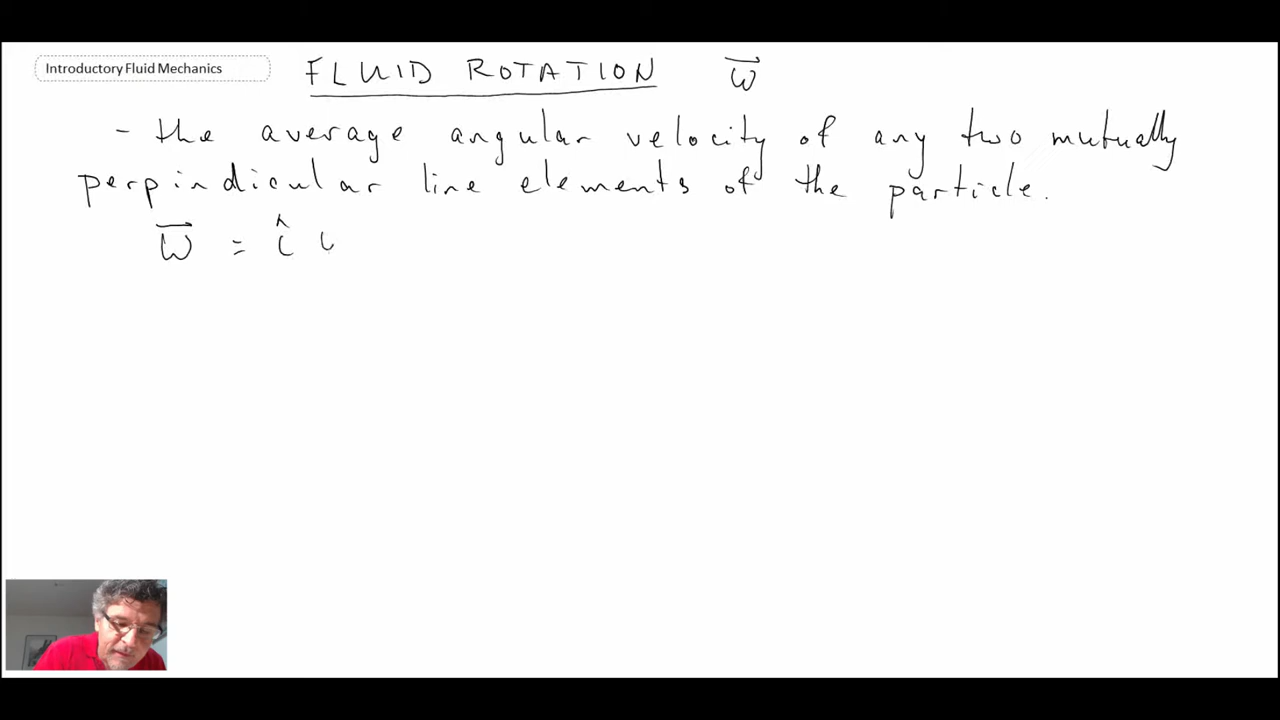 Introductory Fluid Mechanics
FLUID ROTATION ω⃗
- the average angular velocity of any two mutually
perpindicular line elements of the particle.
ω⃗ = î